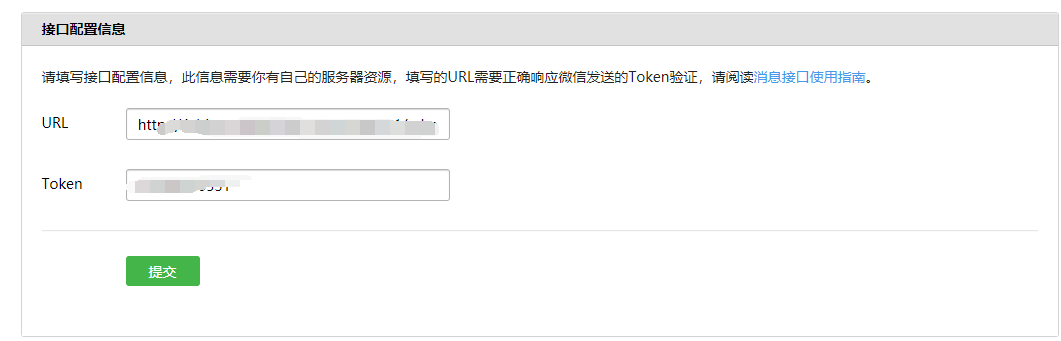 接口配置信息
请填写接口配置信息，此信息需要你有自己的服务器资源，填写的URL需要正确响应微信发送的Token验证，请阅读消息接口使用指南。
URL
Token
提交